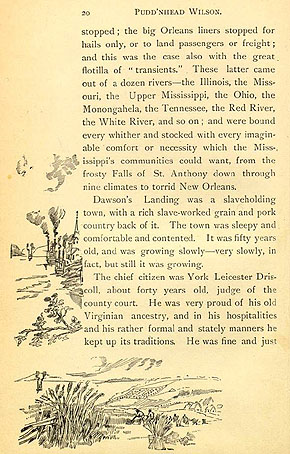 20 PUDD'NHEAD WILSON.
stopped; the big Orleans liners stopped for
hails only, or to land passengers or freight;
and this was the case also with the great
flotilla of "transients." These latter came
out of a dozen rivers—the Illinois, the Miss-
ouri, the Upper Mississippi, the Ohio, the
Monongahela, the Tennessee, the Red River,
the White River, and so on; and were bound
every whither and stocked with every imagin-
able comfort or necessity which the Miss-
issippi's communities could want, from the
frosty Falls of St. Anthony down through
nine climates to torrid New Orleans.
Dawson's Landing was a slaveholding
town, with a rich slave-worked grain and pork
country back of it. The town was sleepy and
comfortable and contented. It was fifty years
old, and was growing slowly—very slowly, in
fact, but still it was growing.
The chief citizen was York Leicester Dris-
coll, about forty years old, judge of the
county court. He was very proud of his old
Virginian ancestry, and in his hospitalities
and his rather formal and stately manners he
kept up its traditions. He was fine and just